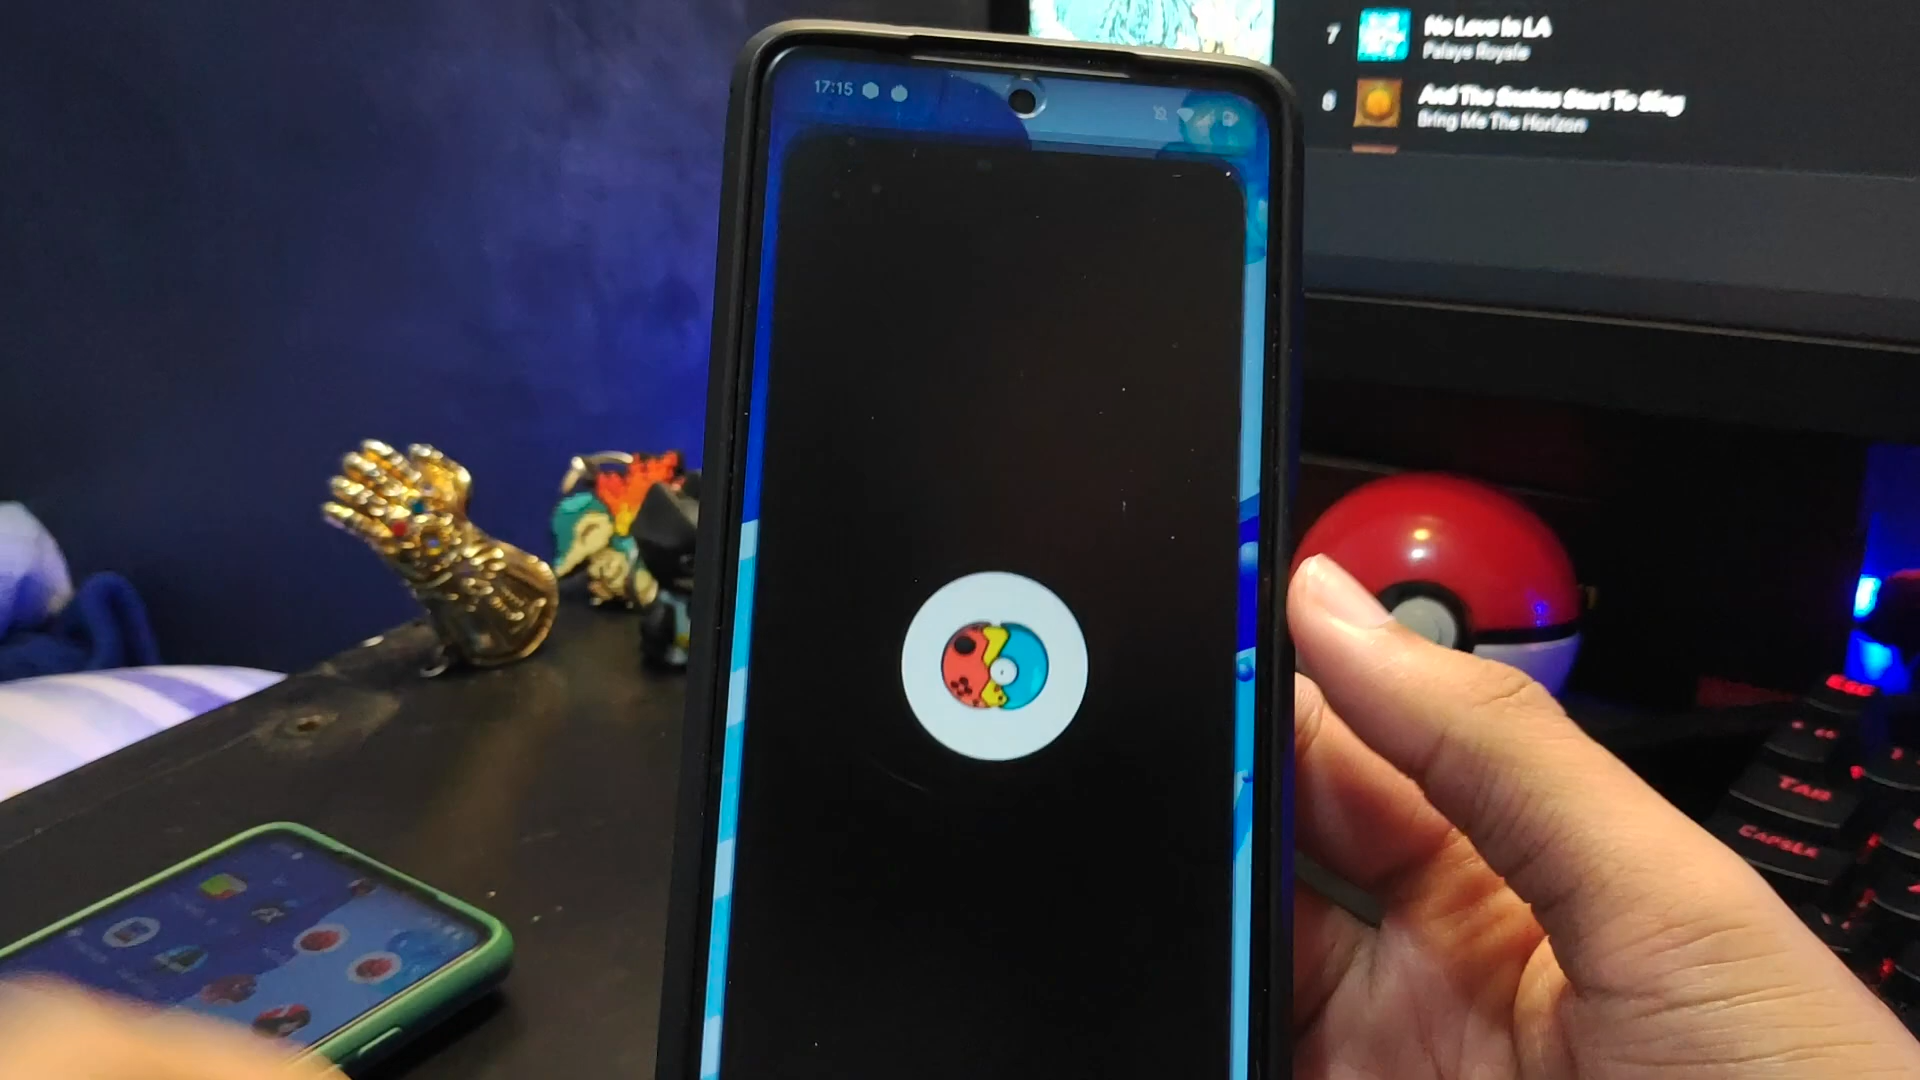 17:15
7
No Love In LA
Palaye Royale
8
And The Snakes Start To Sing
Bring Me The Horizon
ESC
TAB
CAPSLK